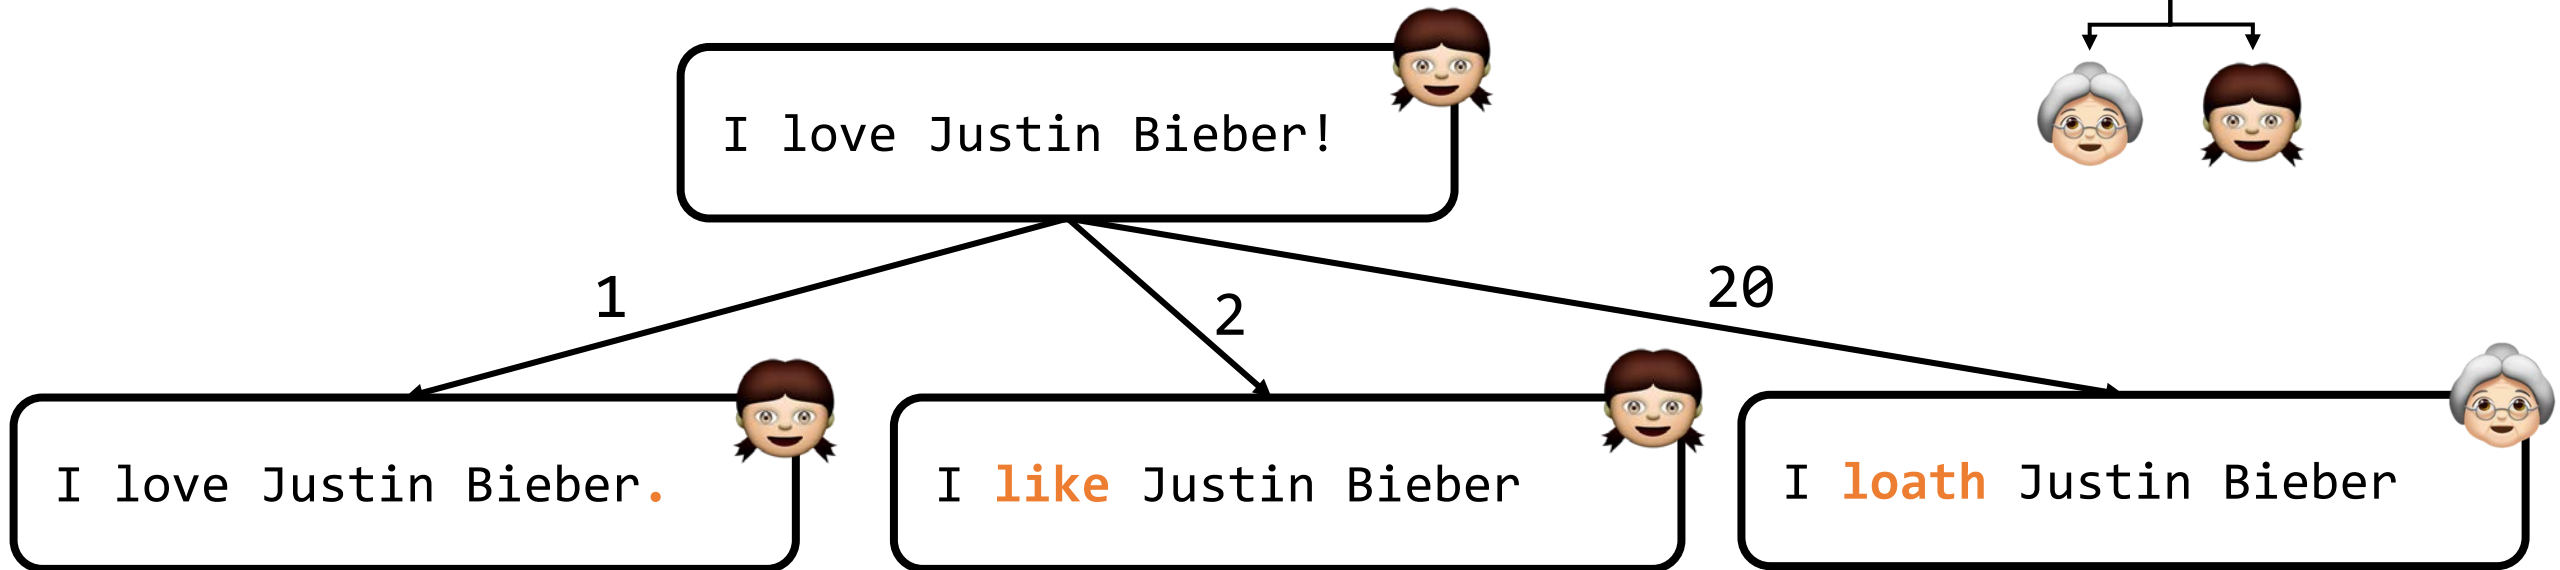 I love Justin Bieber!
1
2
20
I love Justin Bieber.
I like Justin Bieber
I loath Justin Bieber